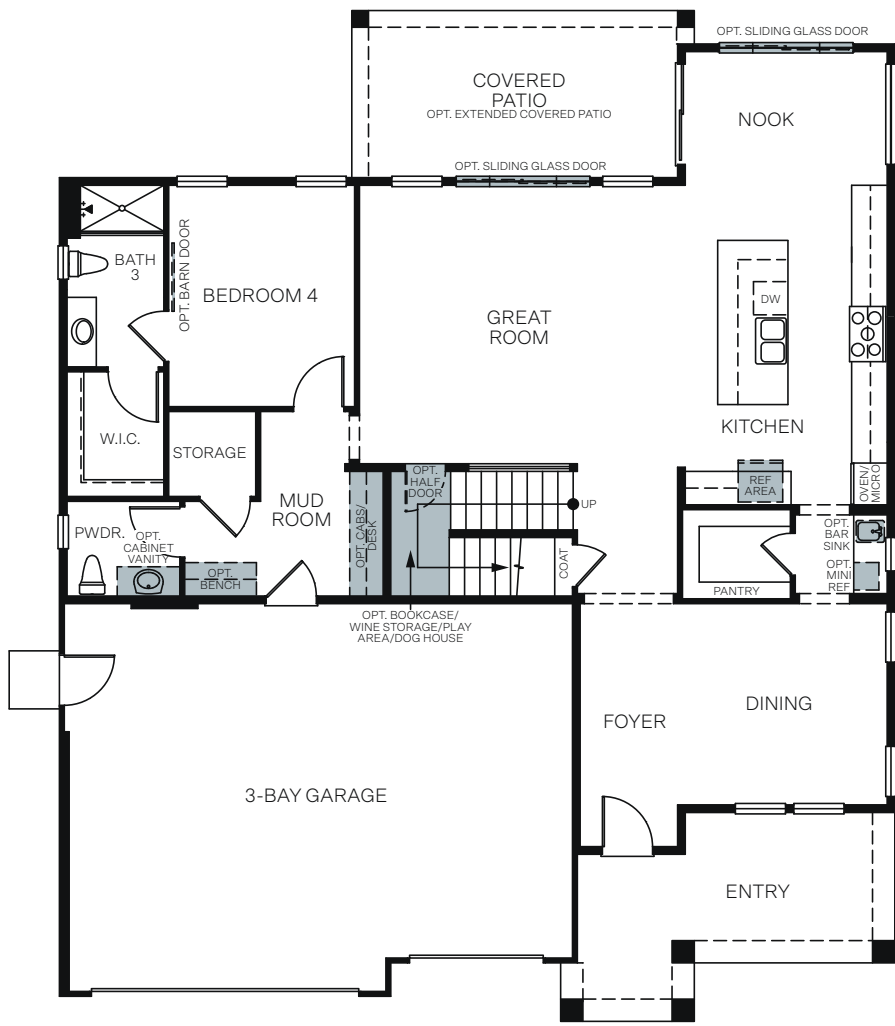 OPT. SLIDING GLASS DOOR
COVERED
PATIO
OPT. EXTENDED COVERED PATIO
NOOK
OPT. SLIDING GLASS DOOR
BATH
3
OPT. BARN DOOR
BEDROOM 4
GREAT
ROOM
DW
KITCHEN
W.I.C.
STORAGE
MUD
ROOM
OPT. CABS/
DESK
OPT.
HALF
DOOR
UP
REF
AREA
OVEN/
MICRO
PWDR.
OPT.
CABINET
VANITY
OPT.
BENCH
COAT
PANTRY
OPT.
BAR
SINK
OPT.
MINI
REF
OPT. BOOKCASE/
WINE STORAGE/PLAY
AREA/DOG HOUSE
FOYER
DINING
3-BAY GARAGE
ENTRY